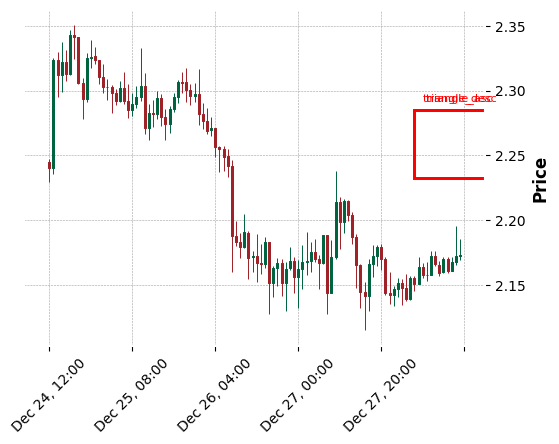 2.35
2.30
2.25
2.20
2.15
Price
Dec 24, 12:00
Dec 25, 08:00
Dec 26, 04:00
Dec 27, 00:00
Dec 27, 20:00